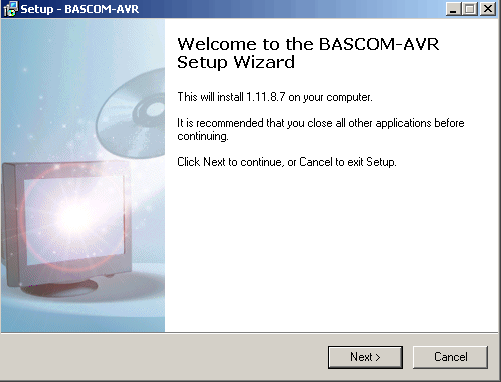 Setup - BASCOM-AVR
Welcome to the BASCOM-AVR
Setup Wizard
This will install 1.11.8.7 on your computer.
It is recommended that you close all other applications before
continuing.
Click Next to continue, or Cancel to exit Setup.
Next >
Cancel